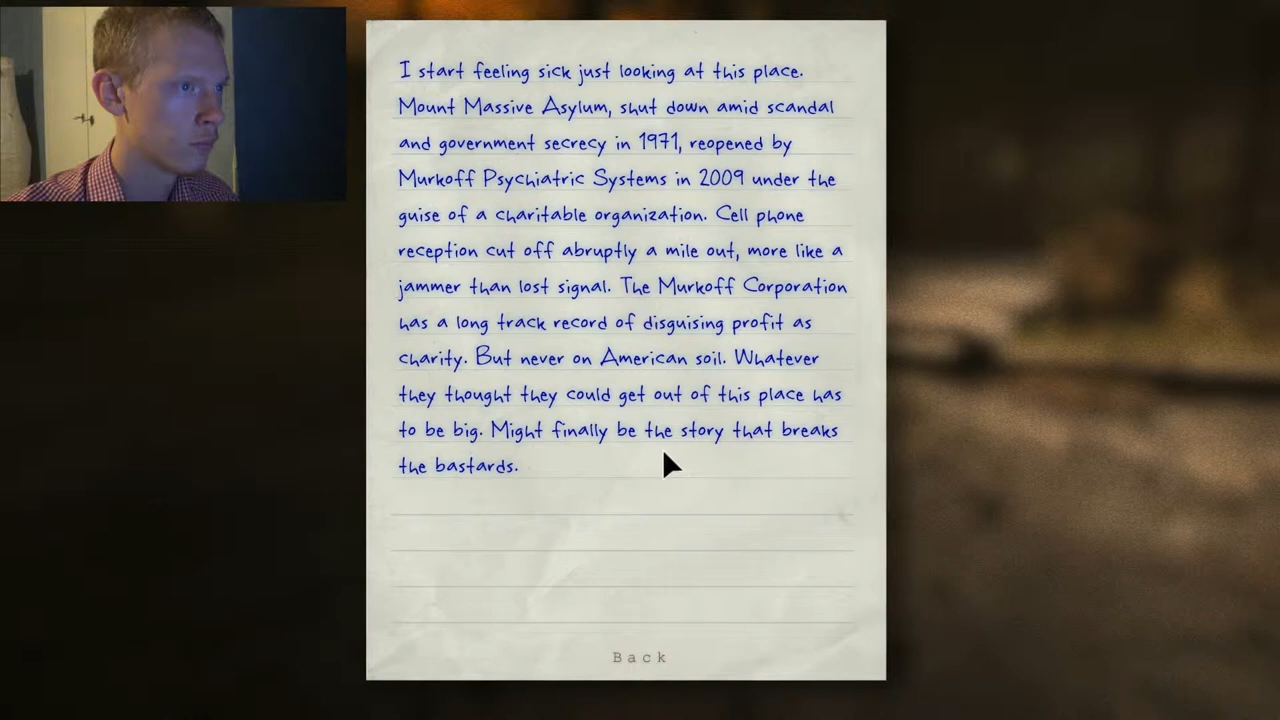 I start feeling sick just looking at this place.
Mount Massive Asylum, shut down amid scandal
and government secrecy in 1971, reopened by
Murkoff Psychiatric Systems in 2009 under the
guise of a charitable organization. Cell phone
reception cut off abruptly a mile out, more like a
jammer than lost signal. The Murkoff Corporation
has a long track record of disguising profit as
charity. But never on American soil. Whatever
they thought they could get out of this place has
to be big. Might finally be the story that breaks
the bastards.
Back